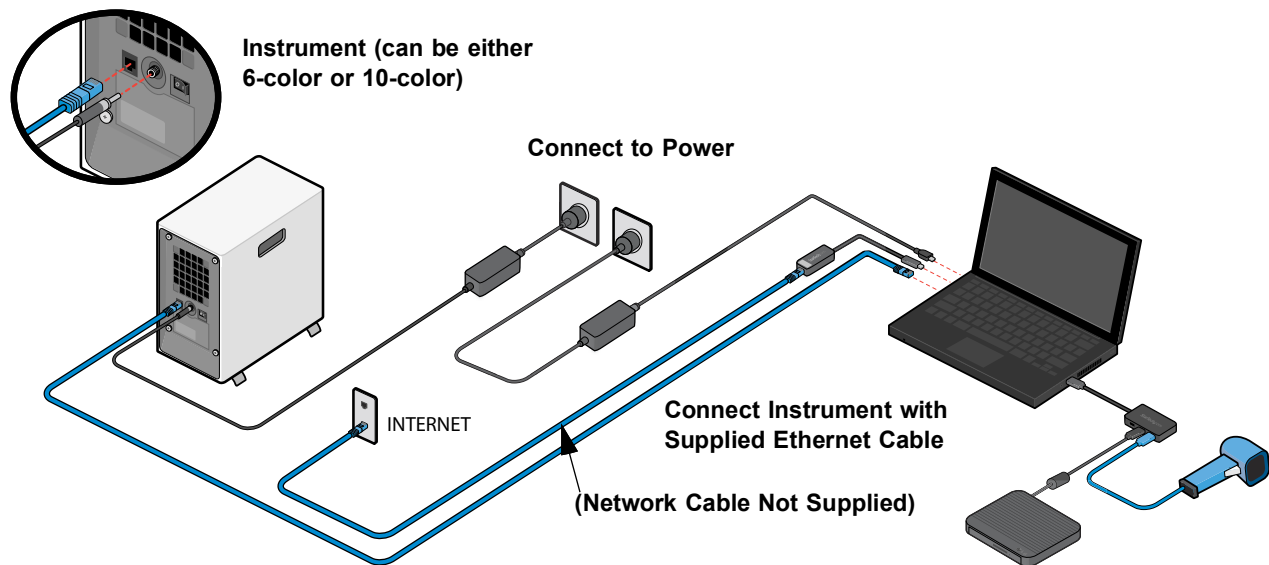 Instrument (can be either
6-color or 10-color)
Connect to Power
INTERNET
Connect Instrument with
Supplied Ethernet Cable
(Network Cable Not Supplied)